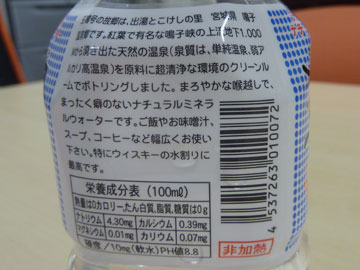 の故郷は、出湯とこけしの里 宮城県 鳴子
温泉です。紅葉で有名な鳴子峡の上流地下1,000
mから湧き出た天然の温泉(泉質は、単純温泉、弱ア
ルカリ高温泉)を原料に超清浄な環境のクリーンル
ームでボトリングしました。まろやかな喉越しで、
まったく癖のないナチュラルミネラ
ルウォーターです。ご飯やお味噌汁、
スープ、コーヒーなど幅広くお使い
下さい。特にウィスキーの水割りに
最高です。
栄養成分表(100mℓ)
熱量は0カロリー、たん白質、脂質、糖質は0g
ナトリウム 4.30mg カルシウム 0.39mg
マグネシウム 0.01mg カリウム 0.07mg
硬度/10mg(軟水)PH値8.8
4 537263 010072
非加熱